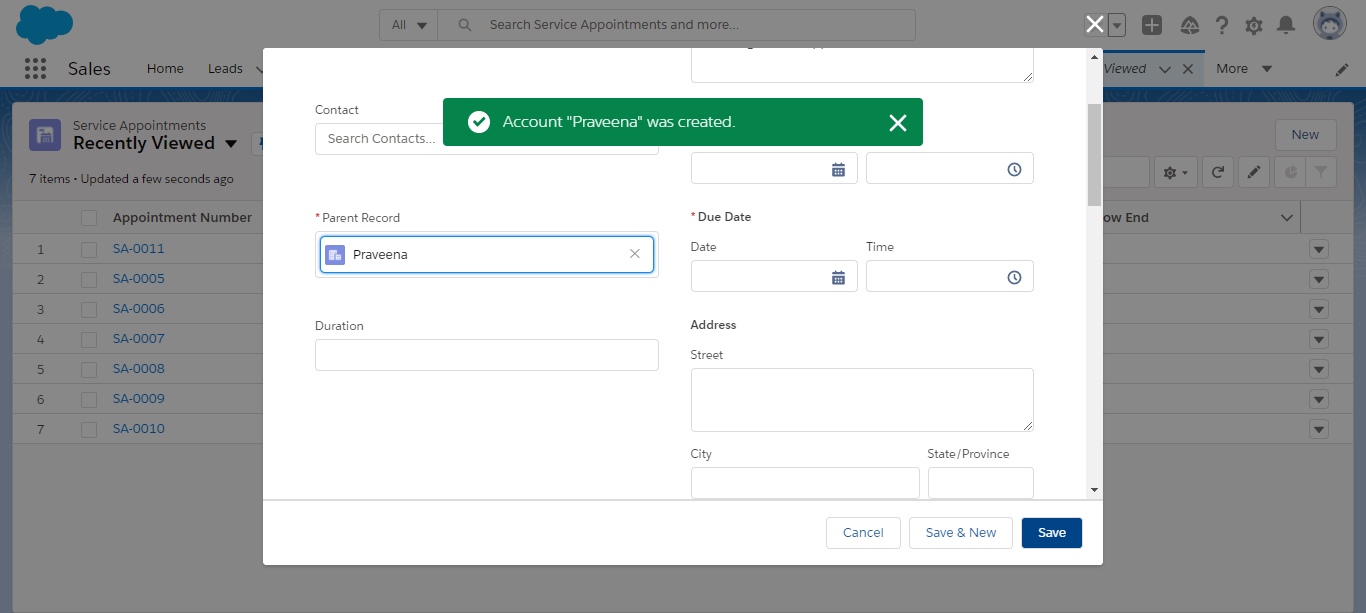 All
Search Service Appointments and more...
Sales
Home
Leads
Viewed
More
Service Appointments
Recently Viewed
New
7 items • Updated a few seconds ago
Appointment Number
ow End
1 SA-0011
2 SA-0005
3 SA-0006
4 SA-0007
5 SA-0008
6 SA-0009
7 SA-0010
Account "Praveena" was created.
Contact
Search Contacts...
*Parent Record
Praveena
Duration
*Due Date
Date Time
Address
Street
City State/Province
Cancel Save & New Save